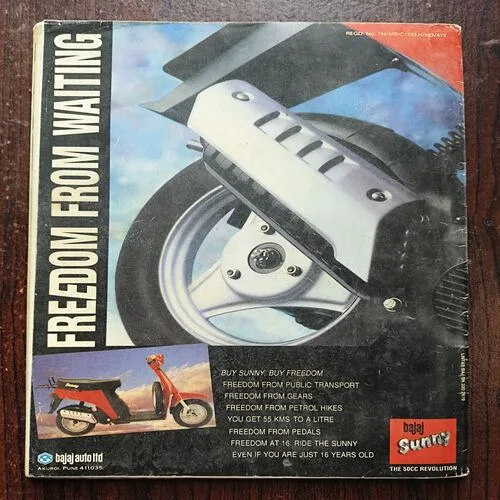 REGD. No. TN/MS-C/333.H/HD/412
FREEDOM FROM WAITING
BUY SUNNY. BUY FREEDOM
FREEDOM FROM PUBLIC TRANSPORT
FREEDOM FROM GEARS
FREEDOM FROM PETROL HIKES
YOU GET 55 KMS TO A LITRE
FREEDOM FROM PEDALS
FREEDOM AT 16. RIDE THE SUNNY
EVEN IF YOU ARE JUST 16 YEARS OLD
Sunny
bajaj auto ltd
AKURDI, PUNE 411035
bajaj
Sunny
THE 50CC REVOLUTION